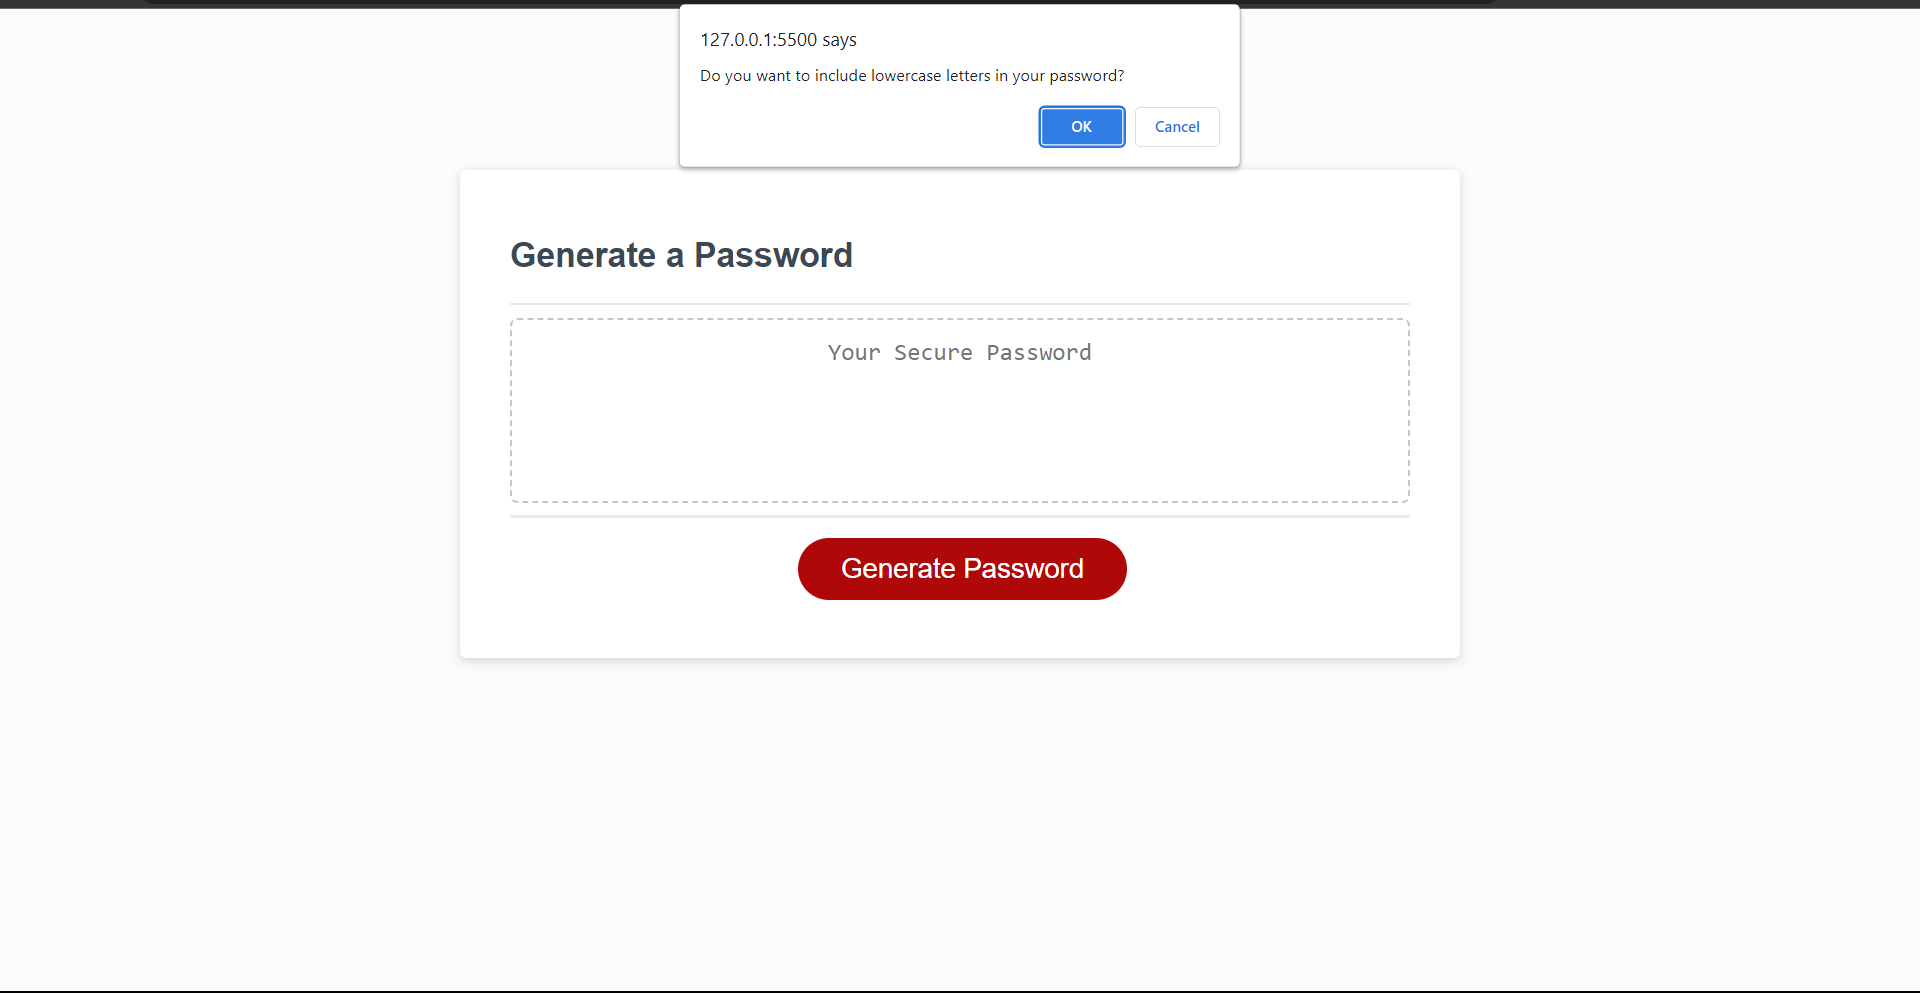 127.0.0.1:5500 says
Do you want to include lowercase letters in your password?
OK
Cancel
Generate a Password
Your Secure Password
Generate Password